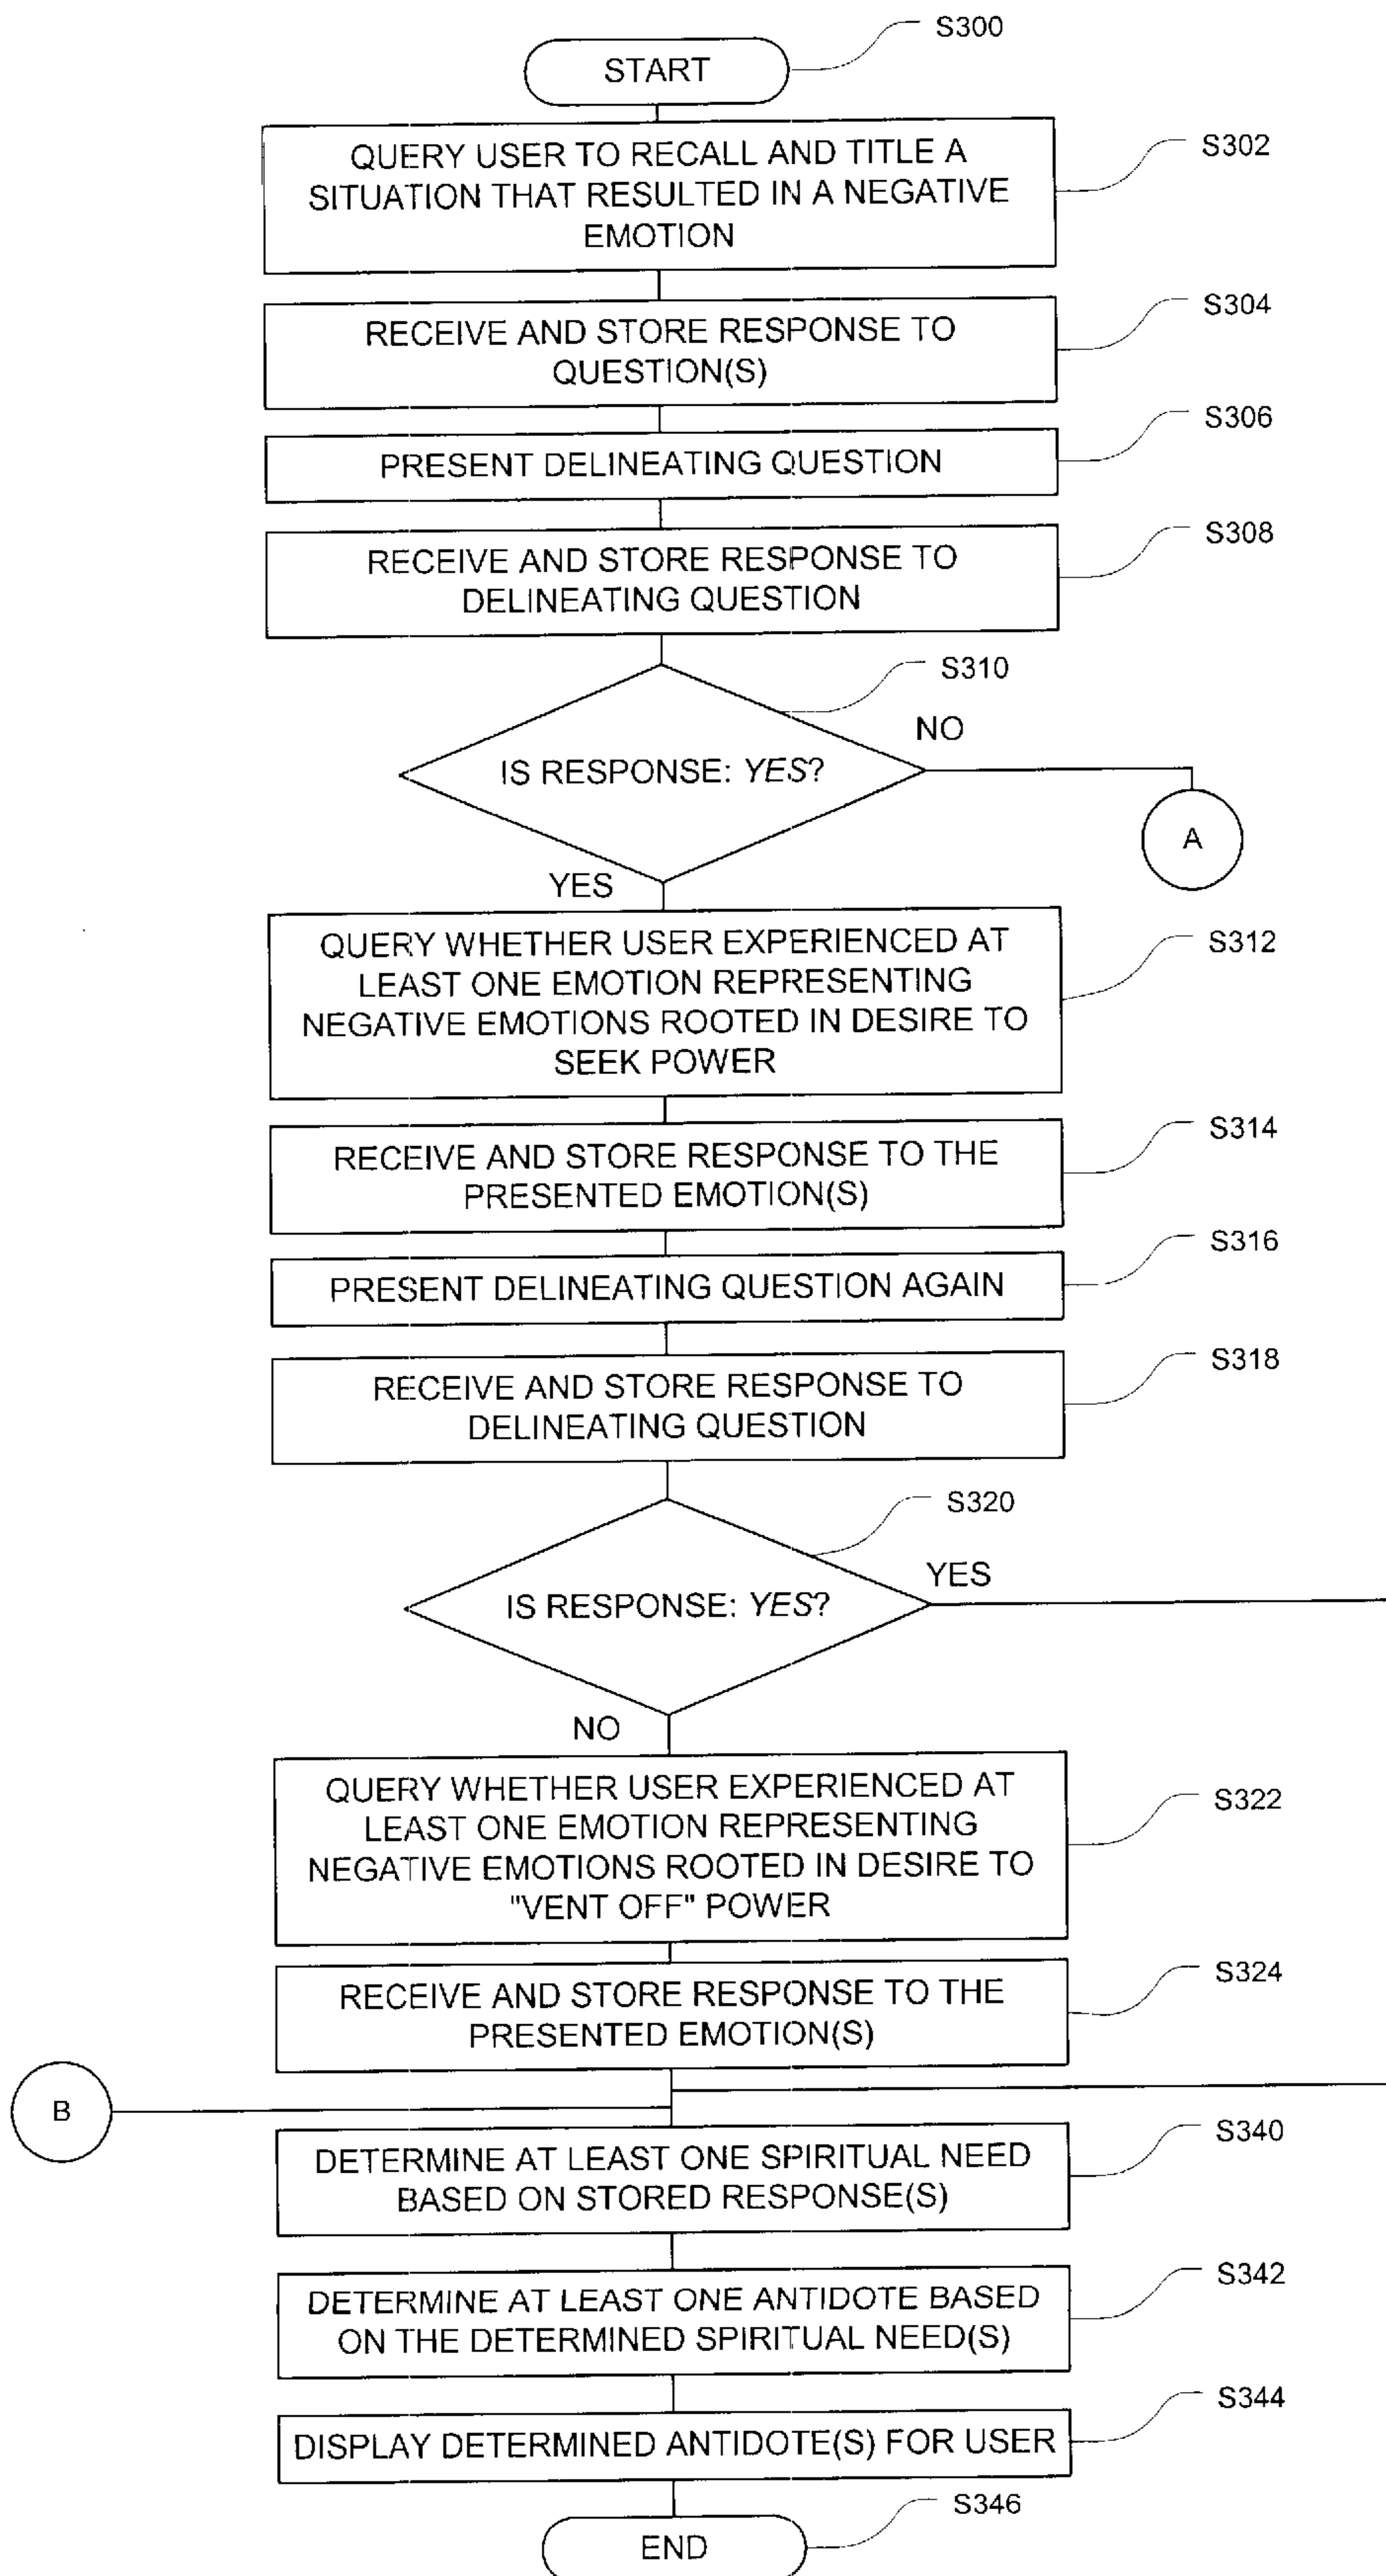 S300
START
S302
QUERY USER TO RECALL AND TITLE A
SITUATION THAT RESULTED IN A NEGATIVE
EMOTION
S304
RECEIVE AND STORE RESPONSE TO
QUESTION(S)
S306
PRESENT DELINEATING QUESTION
S308
RECEIVE AND STORE RESPONSE TO
DELINEATING QUESTION
S310
NO
IS RESPONSE: YES?
A
YES
S312
QUERY WHETHER USER EXPERIENCED AT
LEAST ONE EMOTION REPRESENTING
NEGATIVE EMOTIONS ROOTED IN DESIRE TO
SEEK POWER
S314
RECEIVE AND STORE RESPONSE TO THE
PRESENTED EMOTION(S)
S316
PRESENT DELINEATING QUESTION AGAIN
S318
RECEIVE AND STORE RESPONSE TO
DELINEATING QUESTION
S320
YES
IS RESPONSE: YES?
NO
S322
QUERY WHETHER USER EXPERIENCED AT
LEAST ONE EMOTION REPRESENTING
NEGATIVE EMOTIONS ROOTED IN DESIRE TO
"VENT OFF" POWER
S324
RECEIVE AND STORE RESPONSE TO THE
PRESENTED EMOTION(S)
B
S340
DETERMINE AT LEAST ONE SPIRITUAL NEED
BASED ON STORED RESPONSE(S)
S342
DETERMINE AT LEAST ONE ANTIDOTE BASED
ON THE DETERMINED SPIRITUAL NEED(S)
S344
DISPLAY DETERMINED ANTIDOTE(S) FOR USER
S346
END